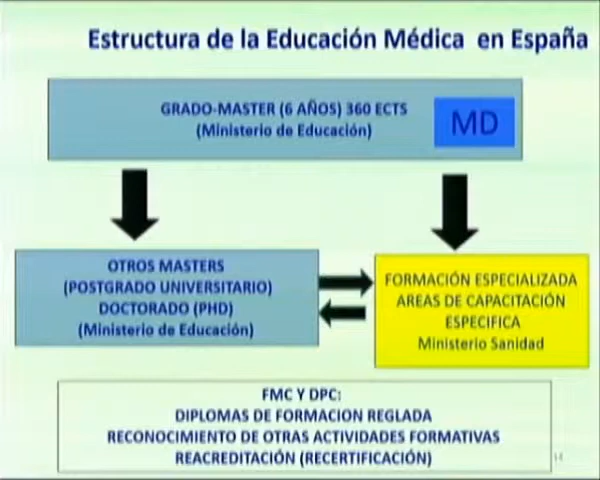 Estructura de la Educación Médica en España
GRADO-MASTER (6 AÑOS) 360 ECTS
(Ministerio de Educación)
MD
OTROS MASTERS
(POSTGRADO UNIVERSITARIO)
DOCTORADO (PHD)
(Ministerio de Educación)
FORMACIÓN ESPECIALIZADA
AREAS DE CAPACITACIÓN
ESPECIFICA
Ministerio Sanidad
FMC Y DPC:
DIPLOMAS DE FORMACION REGLADA
RECONOCIMIENTO DE OTRAS ACTIVIDADES FORMATIVAS
REACREDITACIÓN (RECERTIFICACIÓN)